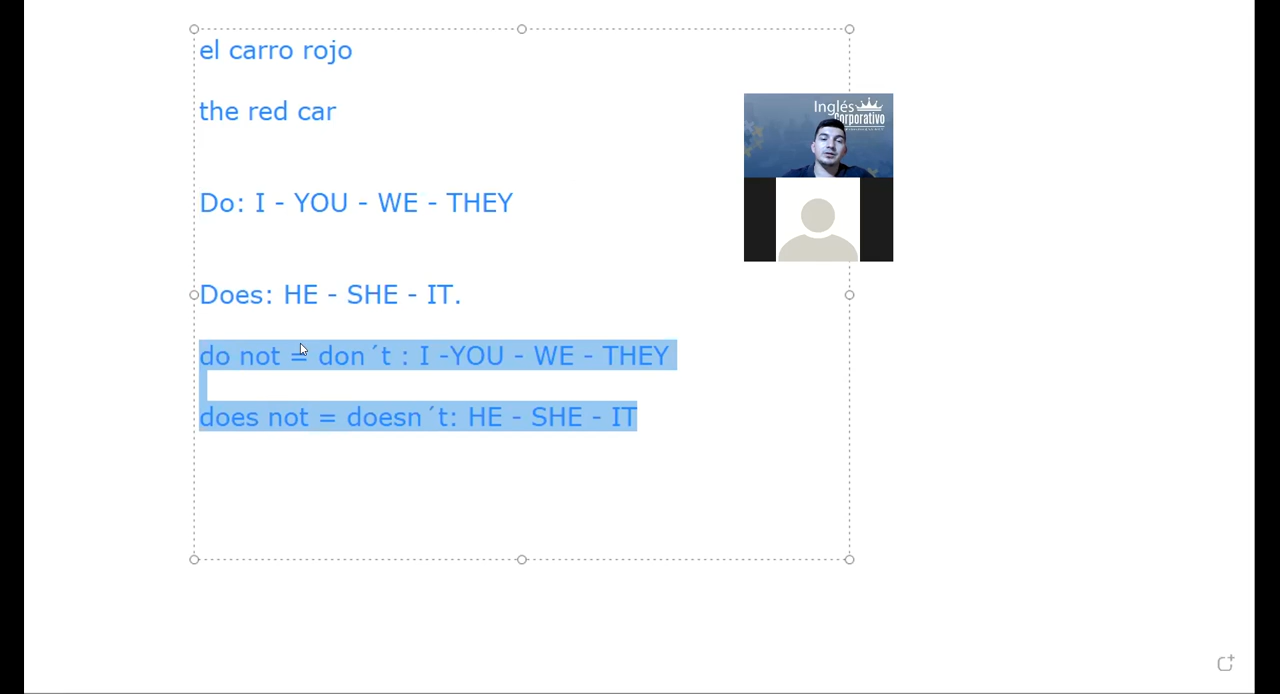 el carro rojo
the red car
Inglés
Corporativo
Do: I - YOU - WE - THEY
Does: HE - SHE - IT.
do not = don´t : I -YOU - WE - THEY
does not = doesn´t: HE - SHE - IT